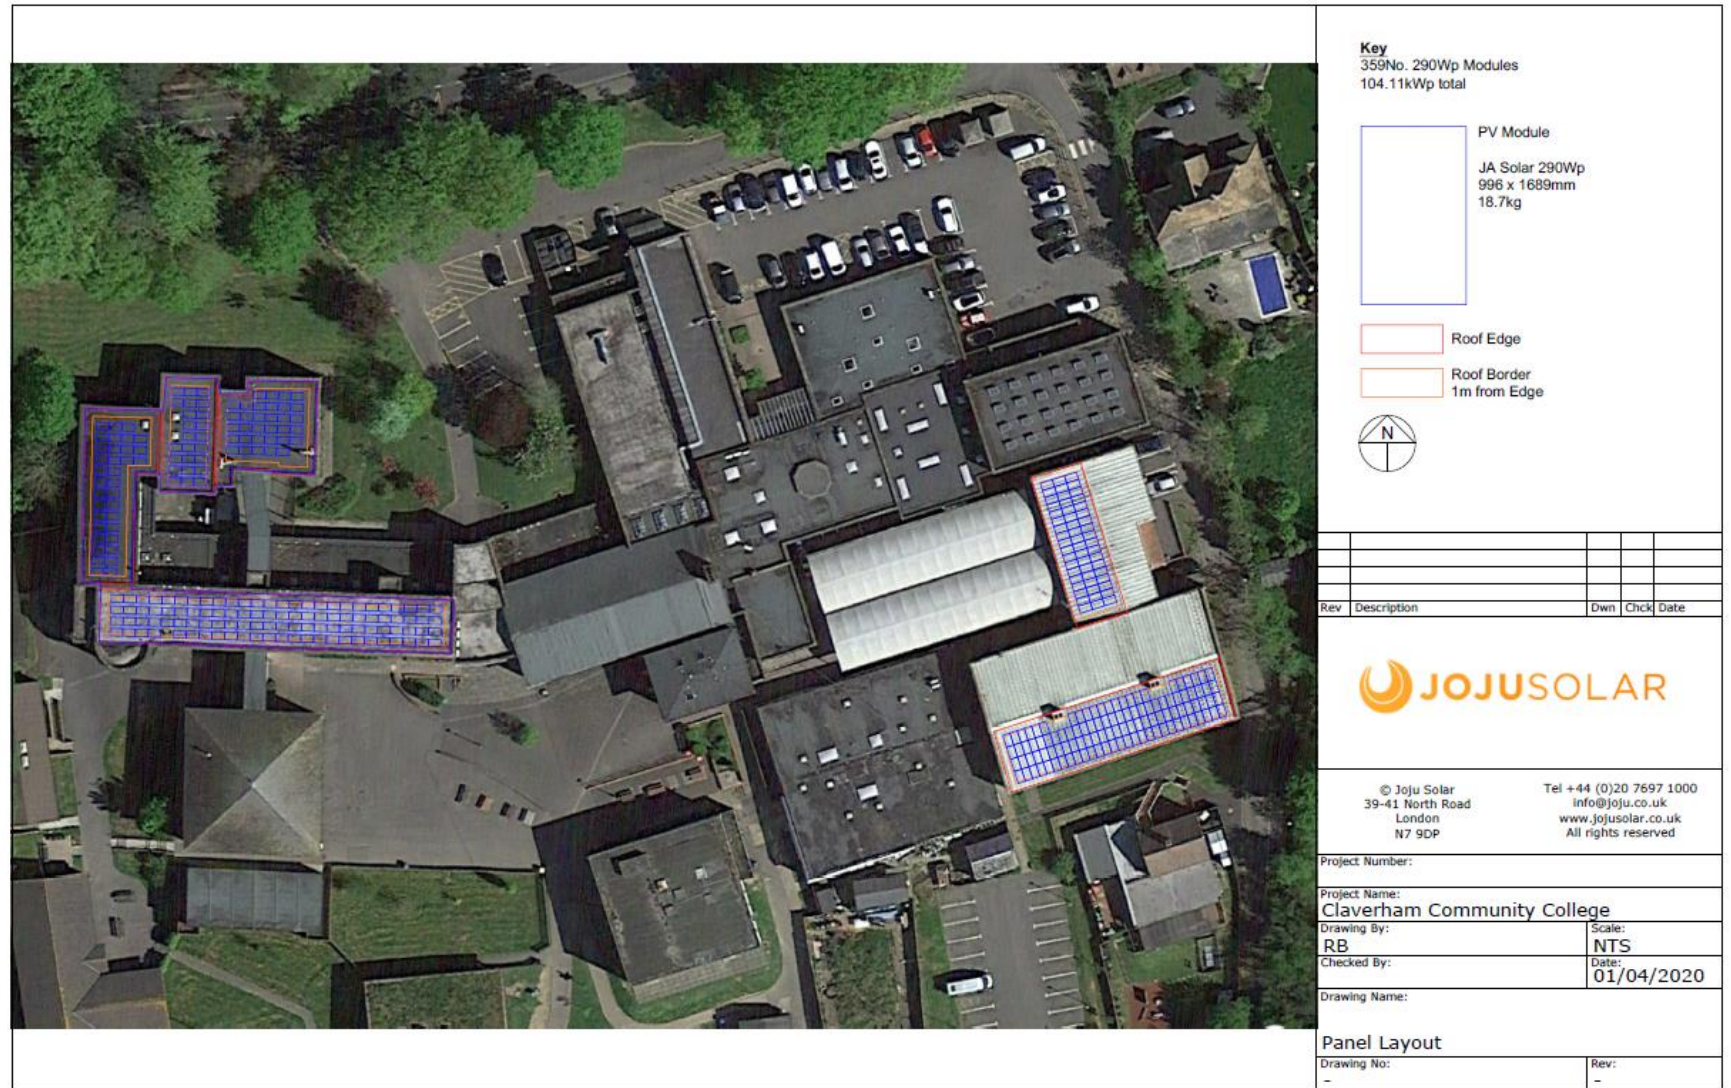 Key
359No. 290Wp Modules
104.11kWp total
PV Module
JA Solar 290Wp
996 x 1689mm
18.7kg
Roof Edge
Roof Border
1m from Edge
N
Rev Description Dwn Chck Date
JOJUSOLAR
© Joju Solar
39-41 North Road
London
N7 9DP
Tel +44 (0)20 7697 1000
info@joju.co.uk
www.jojusolar.co.uk
All rights reserved
Project Number:
Project Name:
Claverham Community College
Drawing By:
RB
Scale:
NTS
Checked By:
Date:
01/04/2020
Drawing Name:
Panel Layout
Drawing No:
-
Rev:
-